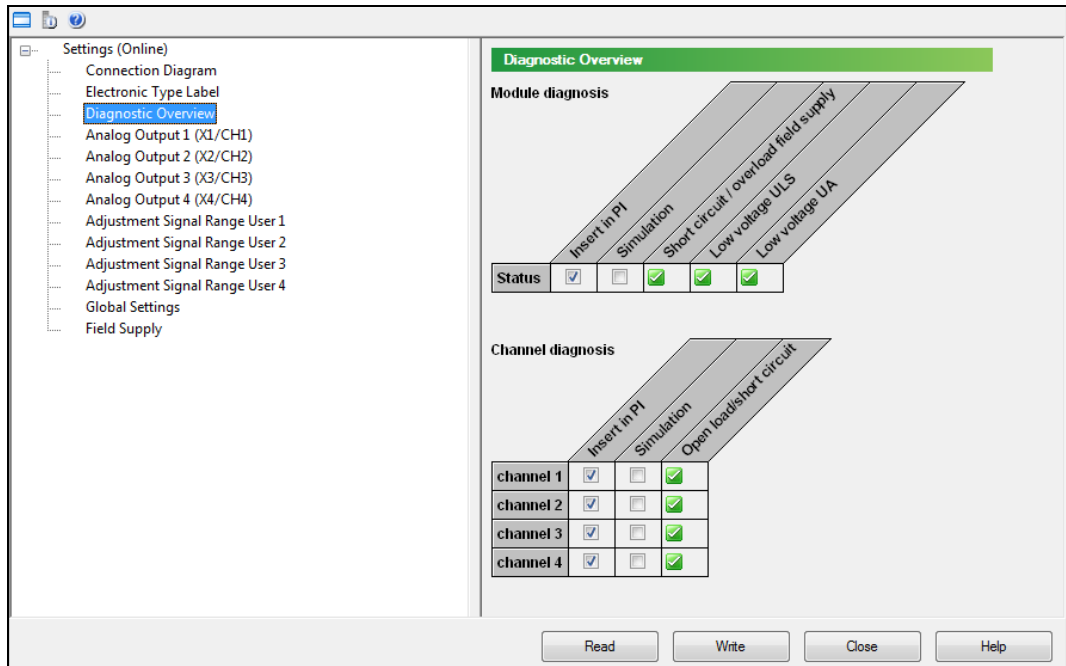 Settings (Online)
Connection Diagram
Electronic Type Label
Diagnostic Overview
Analog Output 1 (X1/CH1)
Analog Output 2 (X2/CH2)
Analog Output 3 (X3/CH3)
Analog Output 4 (X4/CH4)
Adjustment Signal Range User 1
Adjustment Signal Range User 2
Adjustment Signal Range User 3
Adjustment Signal Range User 4
Global Settings
Field Supply
Diagnostic Overview
Module diagnosis
Insert in PI
Simulation
Short circuit / overload field supply
Low voltage ULS
Low voltage UA
Status
Channel diagnosis
Insert in PI
Simulation
Open load/short circuit
channel 1
channel 2
channel 3
channel 4
Read Write Close Help